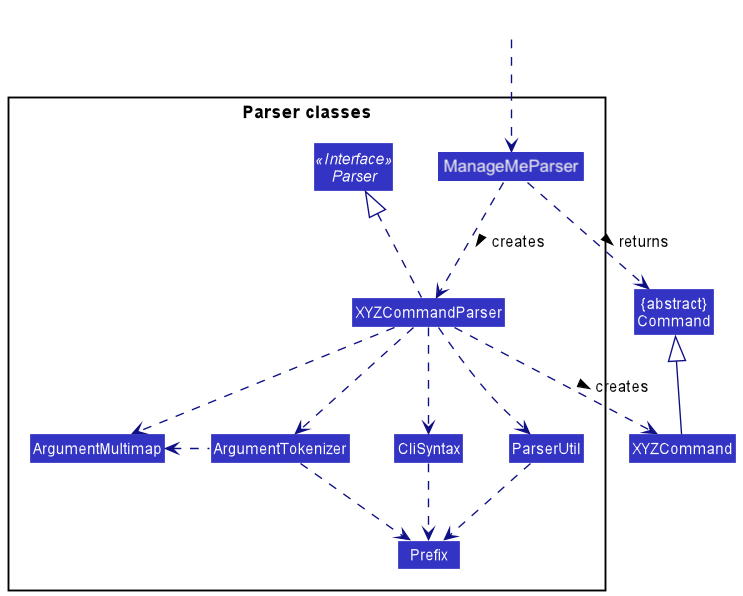 Parser classes
«Interface»
Parser
ManageMeParser
creates
returns
{abstract}
Command
XYZCommandParser
creates
ArgumentMultimap
ArgumentTokenizer
CliSyntax
ParserUtil
XYZCommand
Prefix